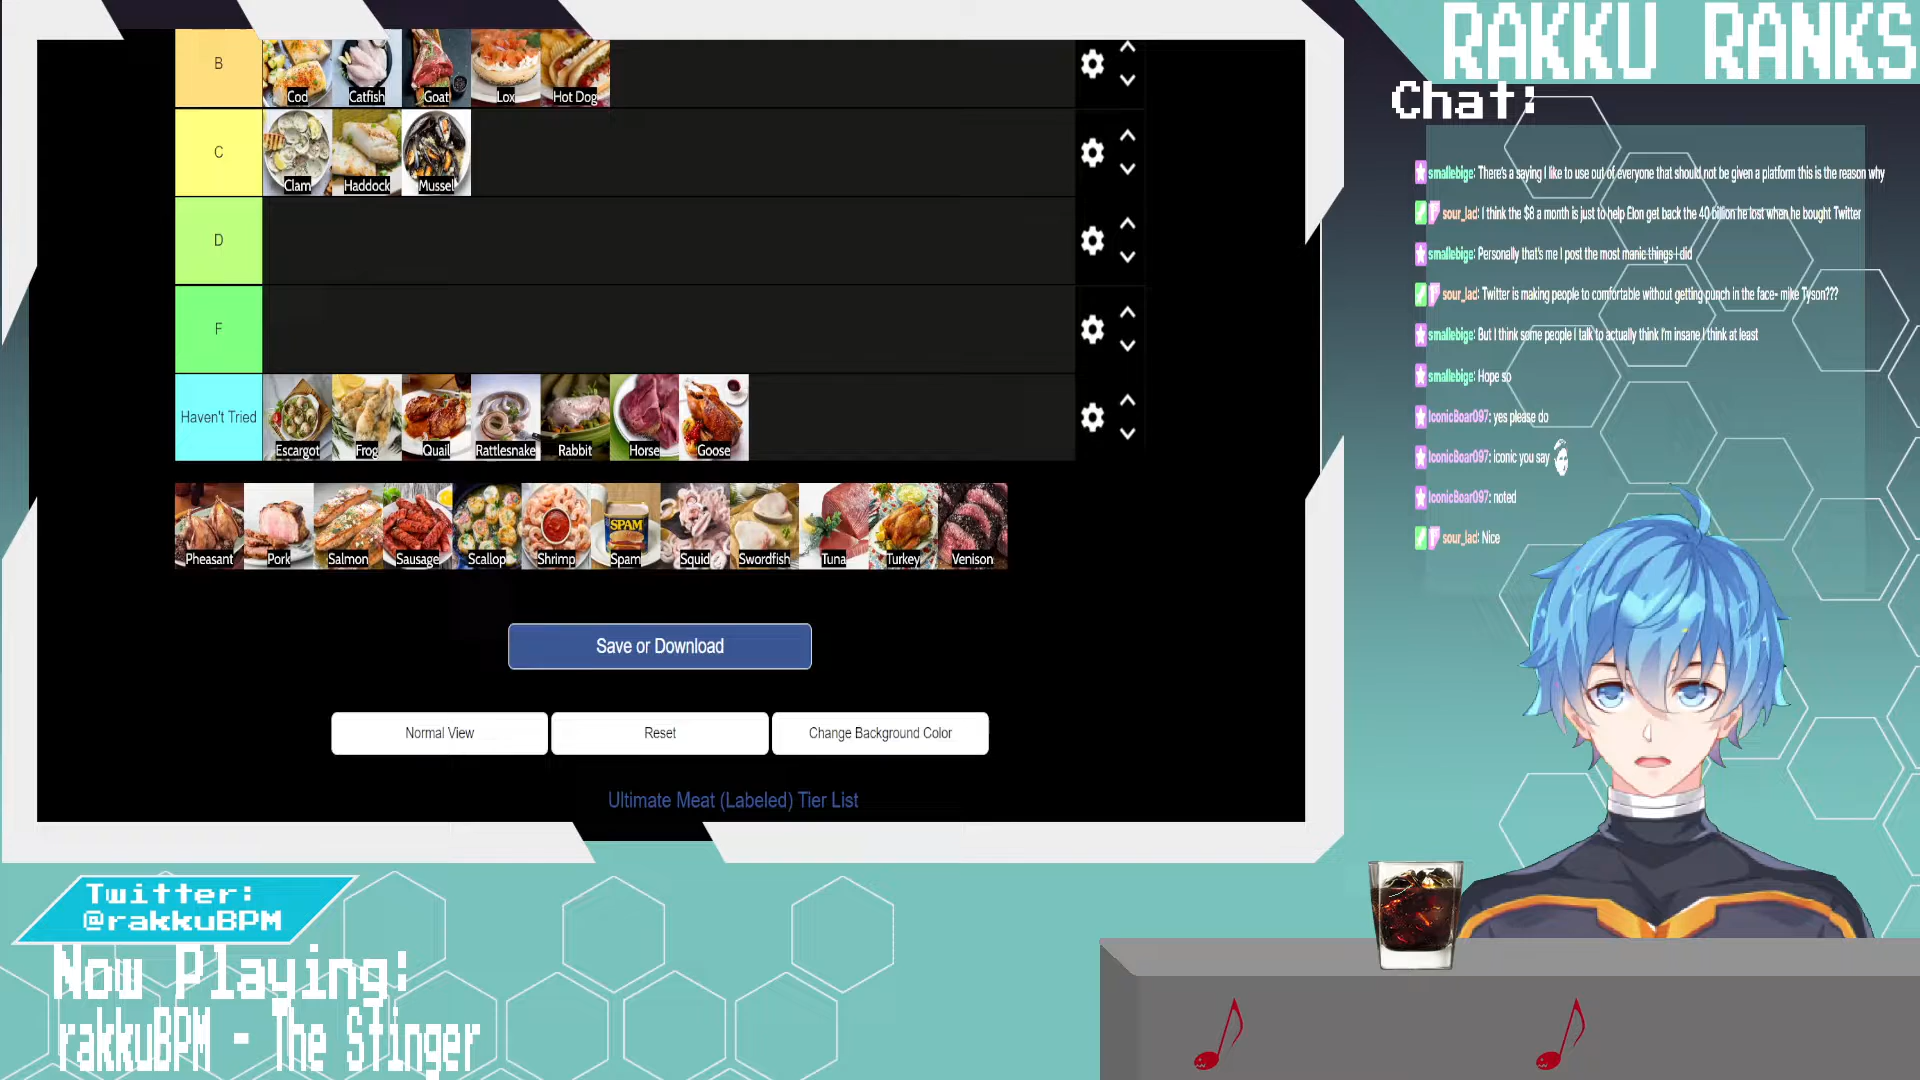 RAKKU RANKS
Chat:
B
Cod
Catfish
Goat
Lox
Hot Dog
C
Clam
Haddock
Mussel
D
F
Haven't Tried
Escargot
Frog
Quail
Rattlesnake
Rabbit
Horse
Goose
Pheasant
Pork
Salmon
Sausage
Scallop
Shrimp
SPAM
Spam
Squid
Swordfish
Tuna
Turkey
Venison
Save or Download
Normal View
Reset
Change Background Color
Ultimate Meat (Labeled) Tier List
smallebige: There's a saying I like to use out of everyone that should not be given a platform this is the reason why
sour_lad: I think the $8 a month is just to help Elon get back the 40 billion he lost when he bought Twitter
smallebige: Personally that's me I post the most manic things I did
sour_lad: Twitter is making people to comfortable without getting punch in the face- mike Tyson???
smallebige: But I think some people I talk to actually think I'm insane I think at least
smallebige: Hope so
IconicBoar097: yes please do
IconicBoar097: iconic you say
IconicBoar097: noted
sour_lad: Nice
Twitter:
@rakkuBPM
Now Playing:
rakkuBPM - The Stinger